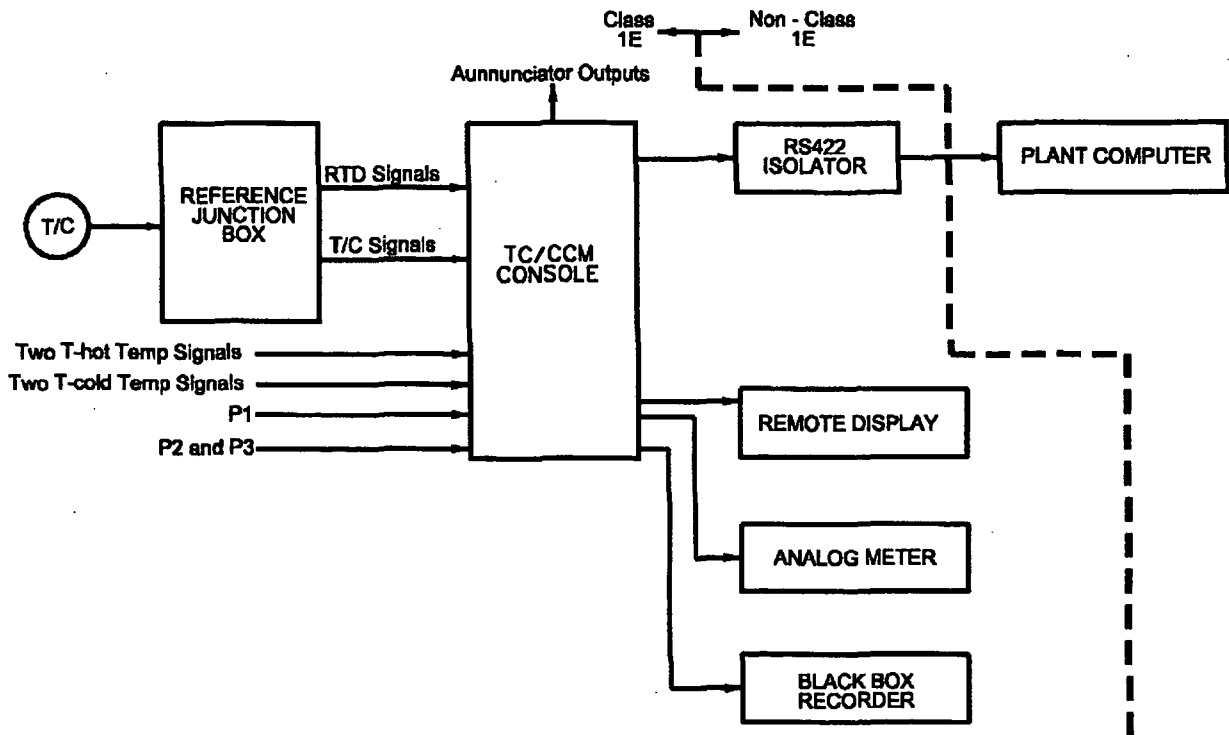 Class
1E
Non - Class
1E
Aunnunciator Outputs
T/C
REFERENCE
JUNCTION
BOX
RTD Signals
T/C Signals
TC/CCM
CONSOLE
RS422
ISOLATOR
PLANT COMPUTER
Two T-hot Temp Signals
Two T-cold Temp Signals
P1
P2 and P3
REMOTE DISPLAY
ANALOG METER
BLACK BOX
RECORDER